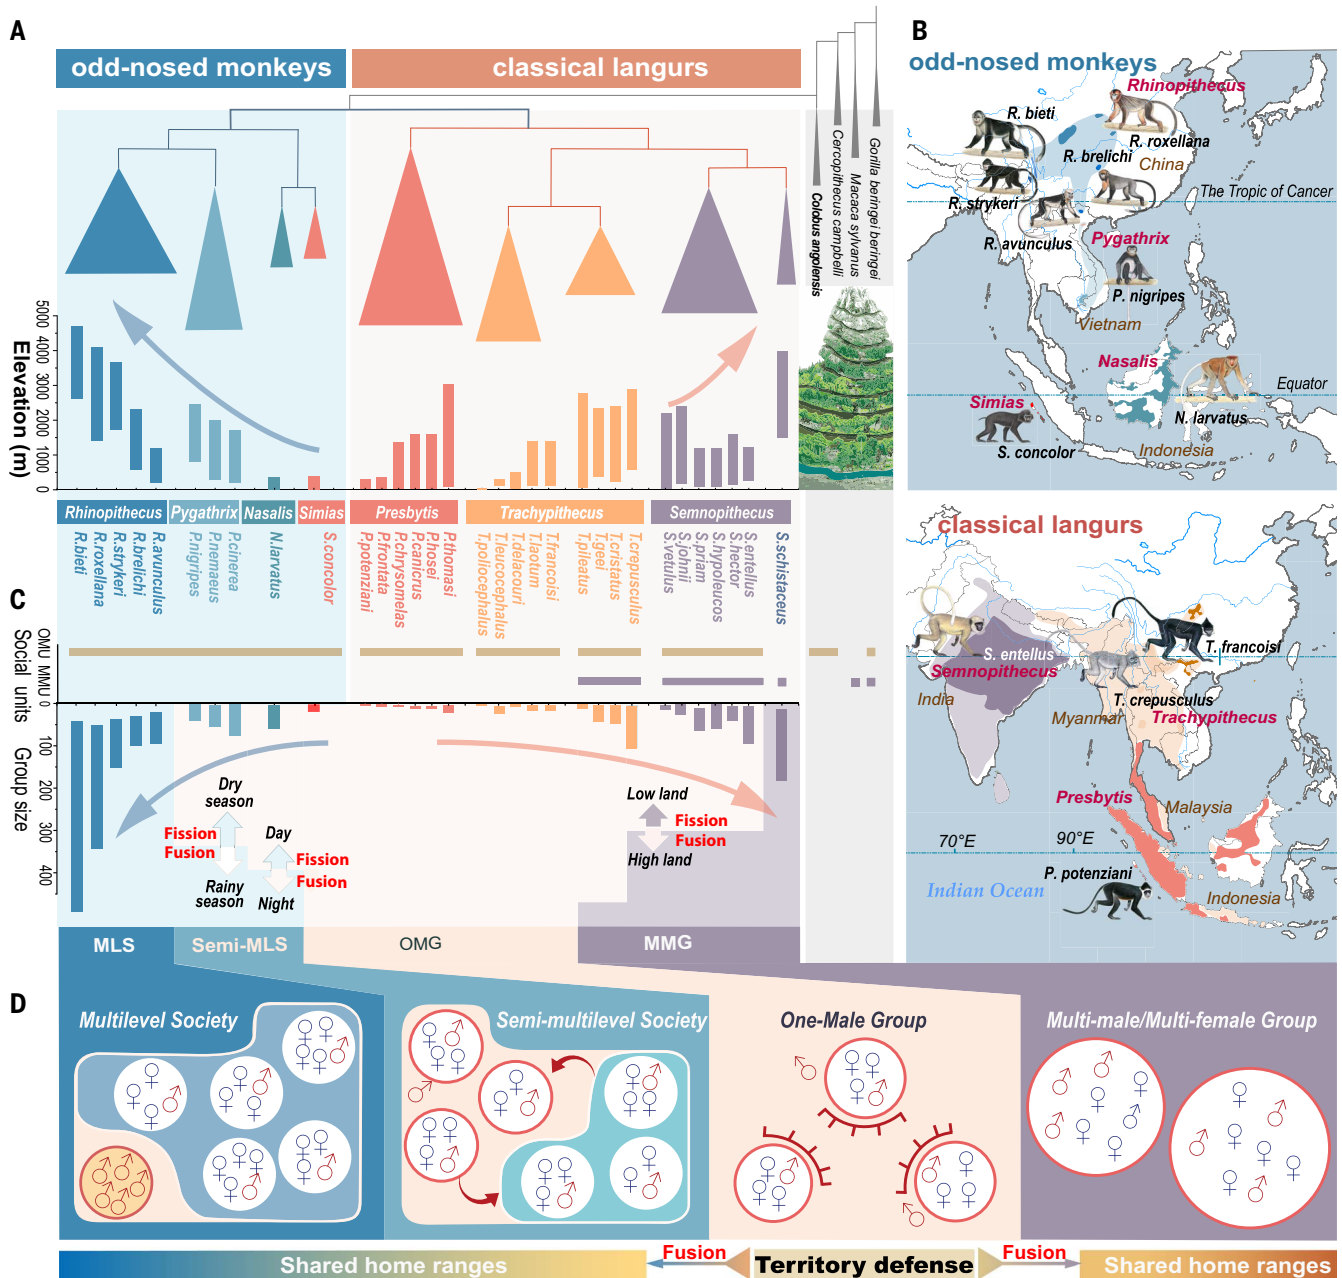 A
odd-nosed monkeys
classical langurs
Colobus angolensis
Cercopithecus campbelli
Macaca sylvanus
Gorilla beringei beringei
Elevation (m)
5000
4000
3000
2000
1000
0
Rhinopithecus
Pygathrix
Nasalis
Simias
Presbytis
Trachypithecus
Semnopithecus
R.bieti
R.roxellana
R.strykeri
R.brelichi
R.avunculus
P.nigripes
P.nemaeus
P.cinerea
N.larvatus
S.concolor
P.potenziani
P.frontata
P.chrysomelas
P.canicrus
P.hosei
P.thomasi
T.poliocephalus
T.leucocephalus
T.delacouri
T.laotum
T.francoisi
T.pileatus
T.geei
T.cristatus
T.crepusculus
S.vetulus
S.johnii
S.priam
S.hypoleucos
S.hector
S.entellus
S.schistaceus
B
odd-nosed monkeys
Rhinopithecus
R. bieti
R. roxellana
R. brelichi
China
The Tropic of Cancer
R. strykeri
R. avunculus
Pygathrix
P. nigripes
Vietnam
Nasalis
Equator
Simias
N. larvatus
S. concolor
Indonesia
classical langurs
T. francoisi
S. entellus
Semnopithecus
India
T. crepusculus
Myanmar
Trachypithecus
Presbytis
Malaysia
70°E
90°E
P. potenziani
Indian Ocean
Indonesia
C
Social units
OMU
MMU
Group size
0
100
200
300
400
Dry
season
Fission
Fusion
Rainy
season
Day
Fission
Fusion
Night
Low land
Fission
Fusion
High land
MLS
Semi-MLS
OMG
MMG
D
Multilevel Society
Semi-multilevel Society
One-Male Group
Multi-male/Multi-female Group
Shared home ranges
Fusion
Territory defense
Fusion
Shared home ranges